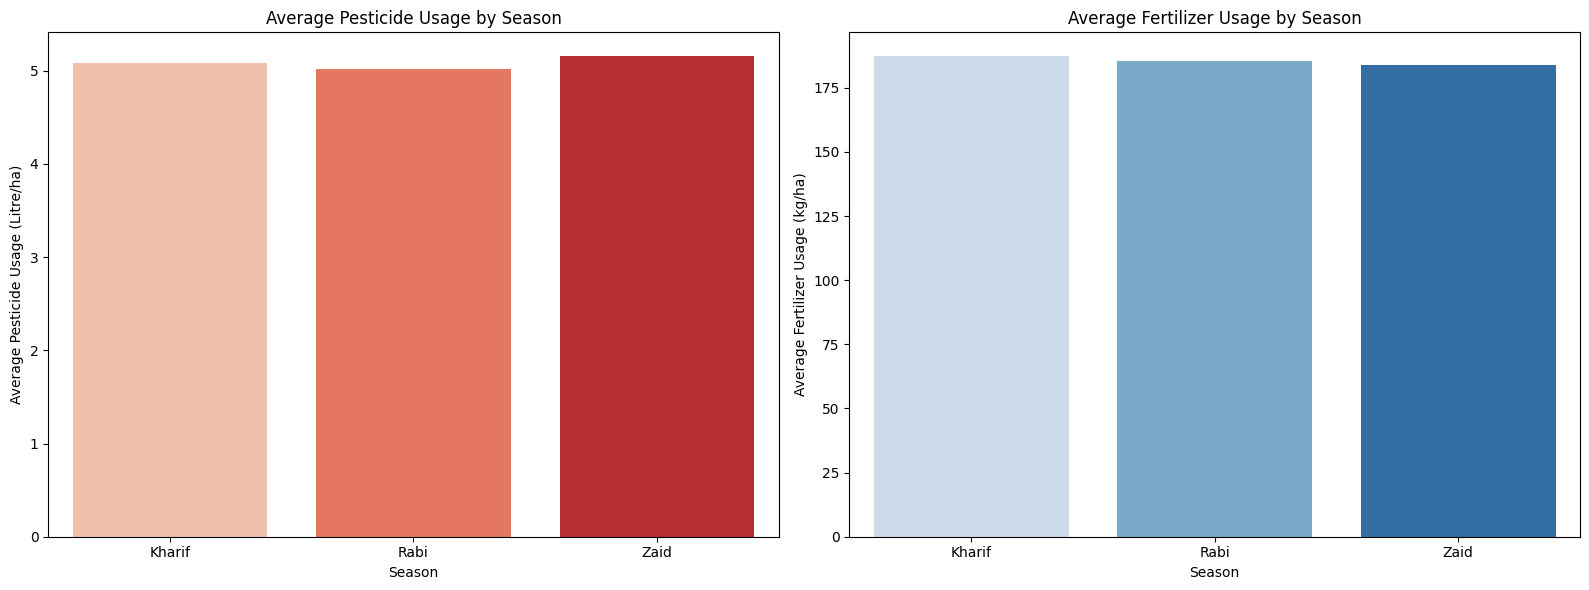 Average Pesticide Usage by Season
Average Pesticide Usage (Litre/ha)
5
4
3
2
1
0
Kharif
Rabi
Zaid
Season
Average Fertilizer Usage by Season
Average Fertilizer Usage (kg/ha)
175
150
125
100
75
50
25
0
Kharif
Rabi
Zaid
Season